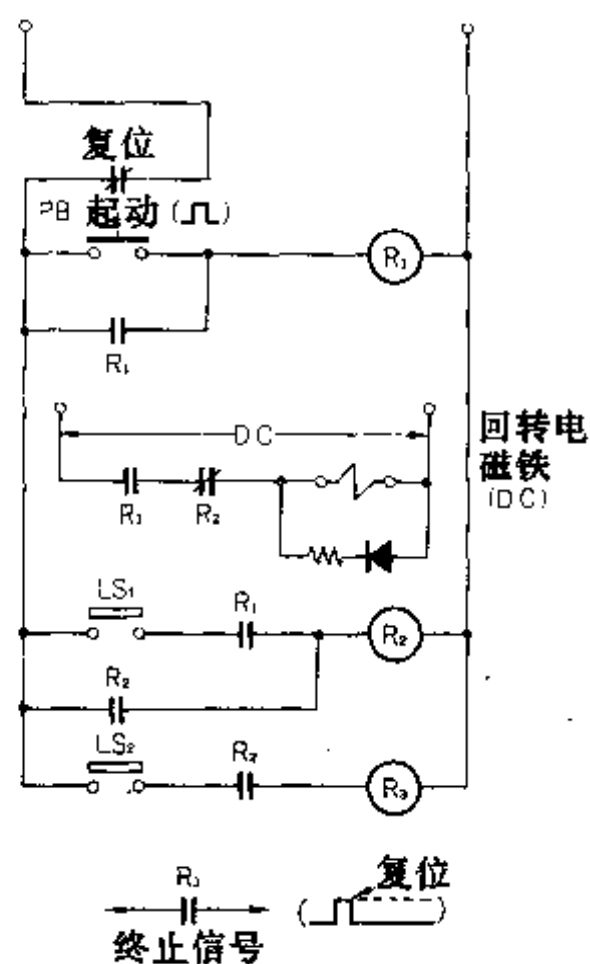 复位
PB 起动 (⎍)
R₁
R₁
DC
回转电
磁铁
(DC)
R₁ R₂
LS₁ R₁
R₂
R₂
LS₂ R₂
R₃
R₃ 复位
终止信号